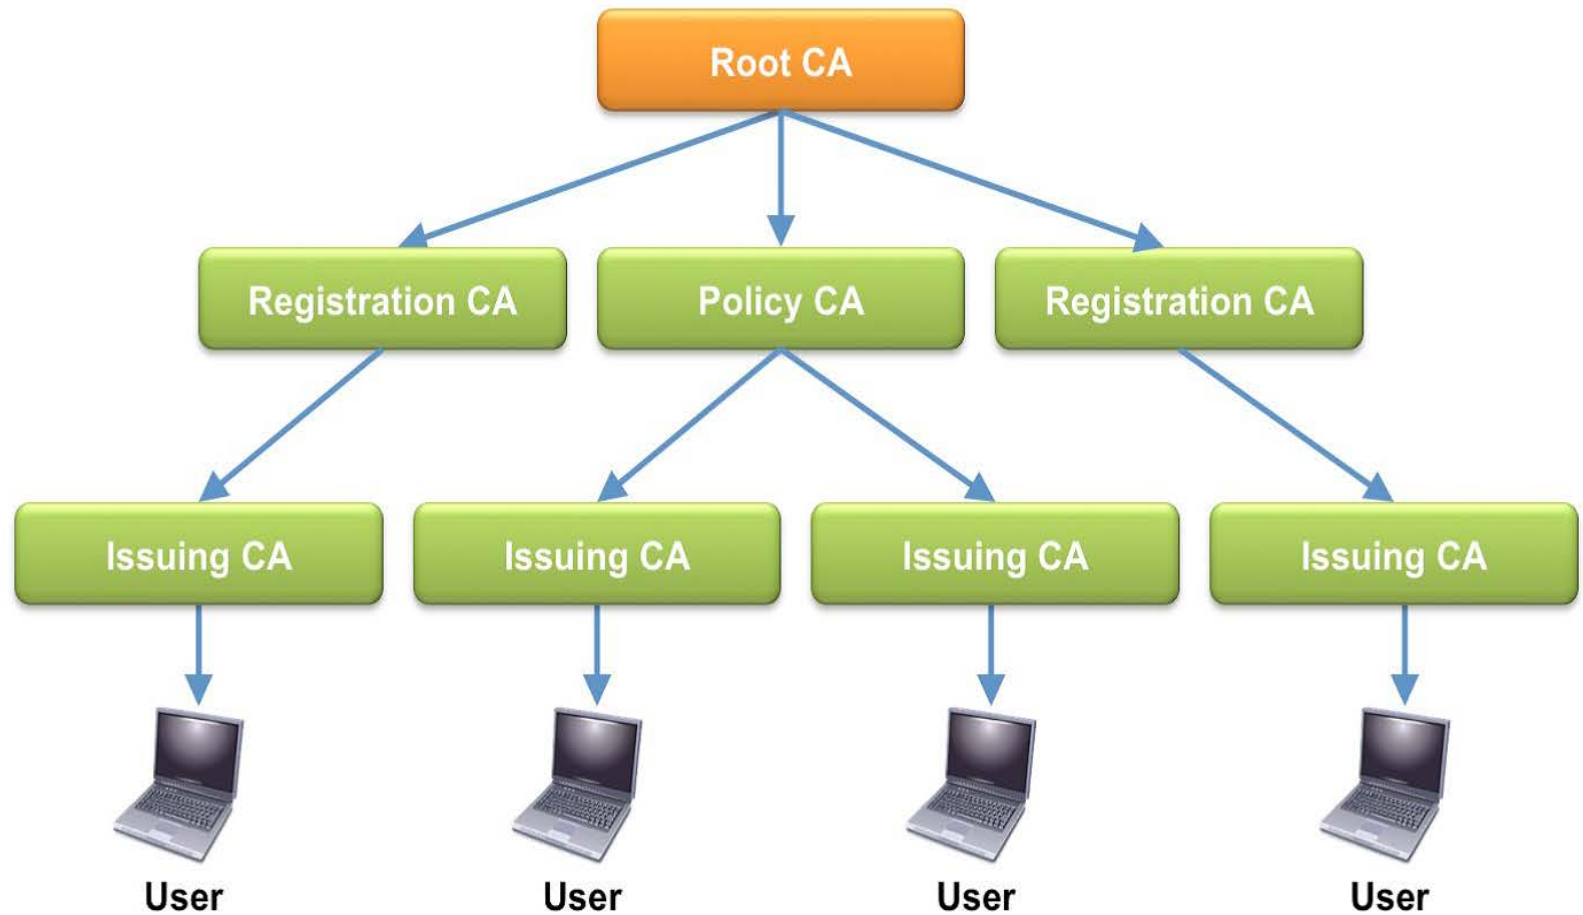 Root CA
Registration CA
Policy CA
Registration CA
Issuing CA
Issuing CA
Issuing CA
Issuing CA
User
User
User
User